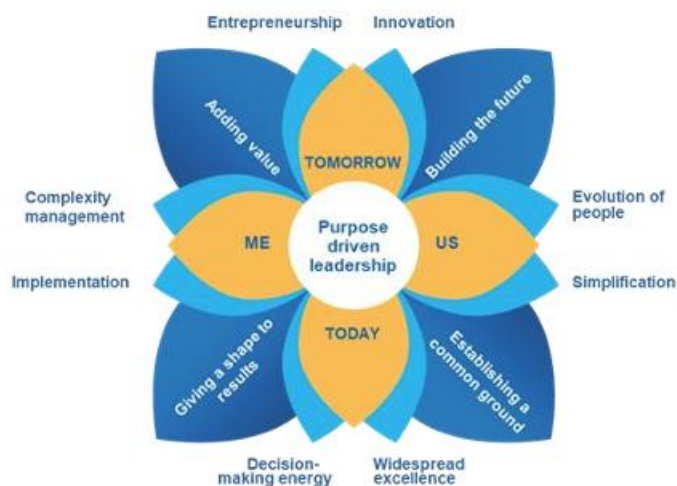 Entrepreneurship
Innovation
Adding value
Building the future
TOMORROW
Complexity
management
Evolution of
people
ME
Purpose
driven
leadership
US
Implementation
Simplification
TODAY
Giving a shape to
results
Establishing a
common ground
Decision-
making energy
Widespread
excellence